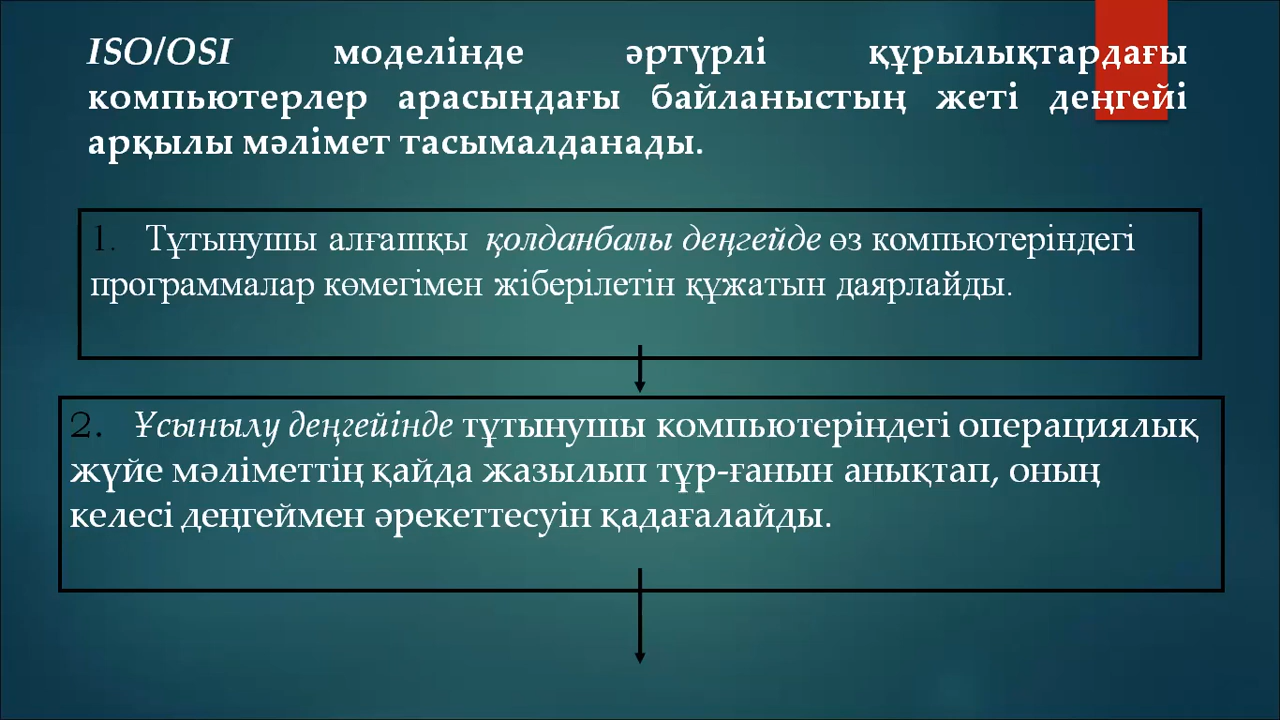 ISO/OSI моделінде әртүрлі құрылықтардағы
компьютерлер арасындағы байланыстың жеті деңгейі
арқылы мәлімет тасымалданады.
1. Тұтынушы алғашқы қолданбалы деңгейде өз компьютеріндегі
программалар көмегімен жіберілетін құжатын даярлайды.
2. Ұсынылу деңгейінде тұтынушы компьютеріндегі операциялық
жүйе мәліметтің қайда жазылып тұр-ғанын анықтап, оның
келесі деңгеймен әрекеттесуін қадағалайды.